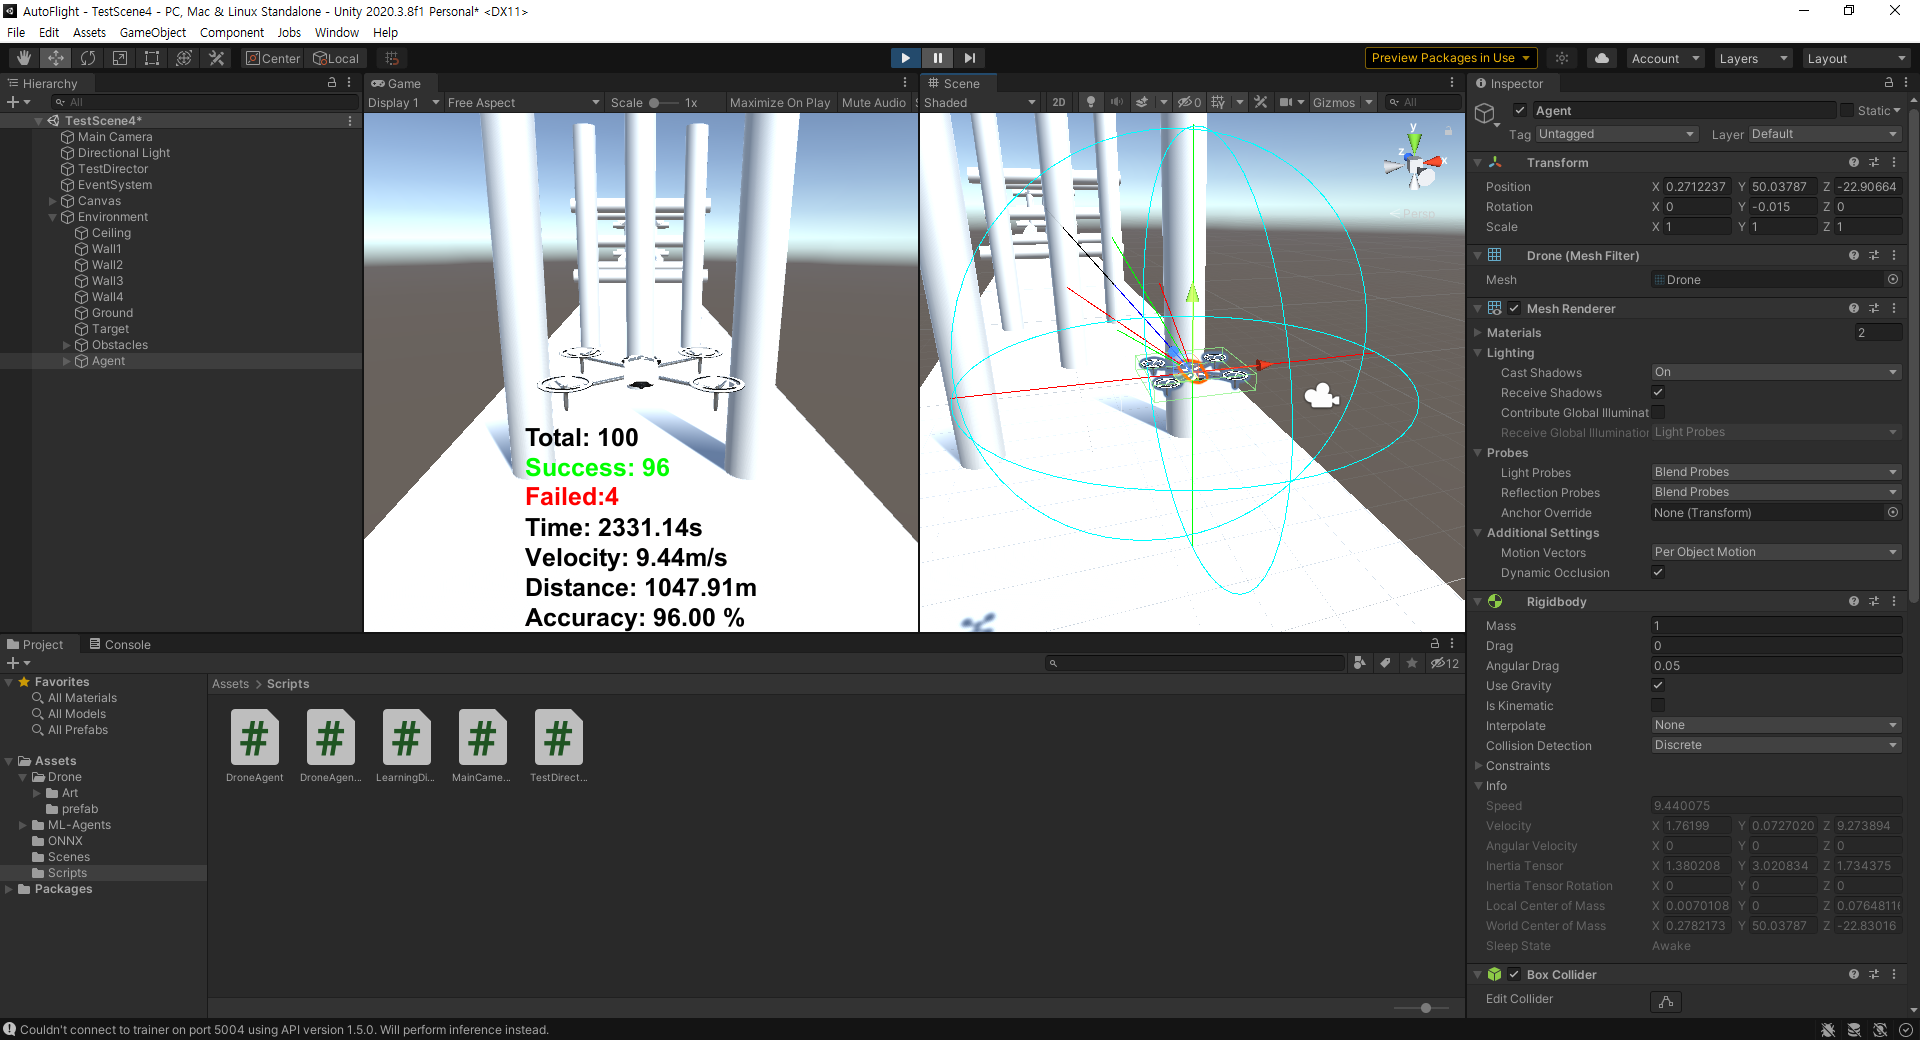 AutoFlight - TestScene4 - PC, Mac & Linux Standalone - Unity 2020.3.8f1 Personal* <DX11>
File Edit Assets GameObject Component Jobs Window Help
Center Local Preview Packages in Use Account Layers Layout
Hierarchy
All
TestScene4*
Main Camera
Directional Light
TestDirector
EventSystem
Canvas
Environment
Ceiling
Wall1
Wall2
Wall3
Wall4
Ground
Target
Obstacles
Agent
Game
Display 1 Free Aspect Scale 1x Maximize On Play Mute Audio
Total: 100
Success: 96
Failed:4
Time: 2331.14s
Velocity: 9.44m/s
Distance: 1047.91m
Accuracy: 96.00 %
Scene
Shaded 2D 0 Gizmos All
y
z x
Persp
Inspector
Agent Static
Tag Untagged Layer Default
Transform
Position X 0.2712237 Y 50.03787 Z -22.90664
Rotation X 0 Y -0.015 Z 0
Scale X 1 Y 1 Z 1
Drone (Mesh Filter)
Mesh Drone
Mesh Renderer
Materials 2
Lighting
Cast Shadows On
Receive Shadows
Contribute Global Illuminat
Receive Global Illumination Light Probes
Probes
Light Probes Blend Probes
Reflection Probes Blend Probes
Anchor Override None (Transform)
Additional Settings
Motion Vectors Per Object Motion
Dynamic Occlusion
Rigidbody
Mass 1
Drag 0
Angular Drag 0.05
Use Gravity
Is Kinematic
Interpolate None
Collision Detection Discrete
Constraints
Info
Speed 9.440075
Velocity X 1.76199 Y 0.0727020 Z 9.273894
Angular Velocity X 0 Y 0 Z 0
Inertia Tensor X 1.380208 Y 3.020834 Z 1.734375
Inertia Tensor Rotation X 0 Y 0 Z 0
Local Center of Mass X 0.0070108 Y 0 Z 0.0764811
World Center of Mass X 0.2782173 Y 50.03787 Z -22.83016
Sleep State Awake
Box Collider
Edit Collider
Project Console
12
Favorites
All Materials
All Models
All Prefabs
Assets
Drone
Art
prefab
ML-Agents
ONNX
Scenes
Scripts
Packages
Assets > Scripts
DroneAgent DroneAgen... LearningDi... MainCame... TestDirect...
Couldn't connect to trainer on port 5004 using API version 1.5.0. Will perform inference instead.